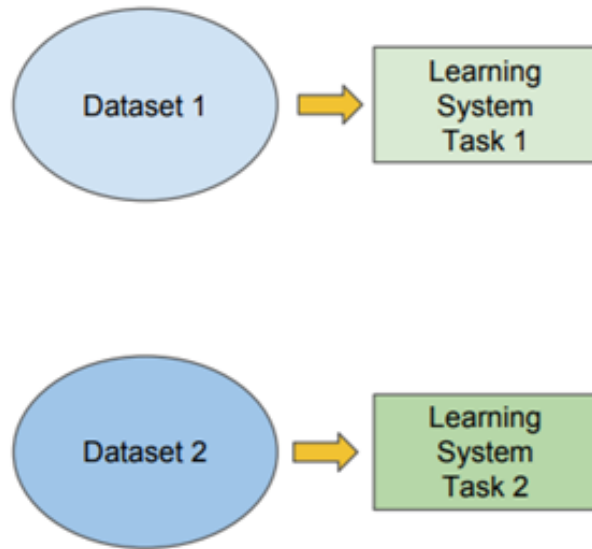 Dataset 1
Learning
System
Task 1
Dataset 2
Learning
System
Task 2